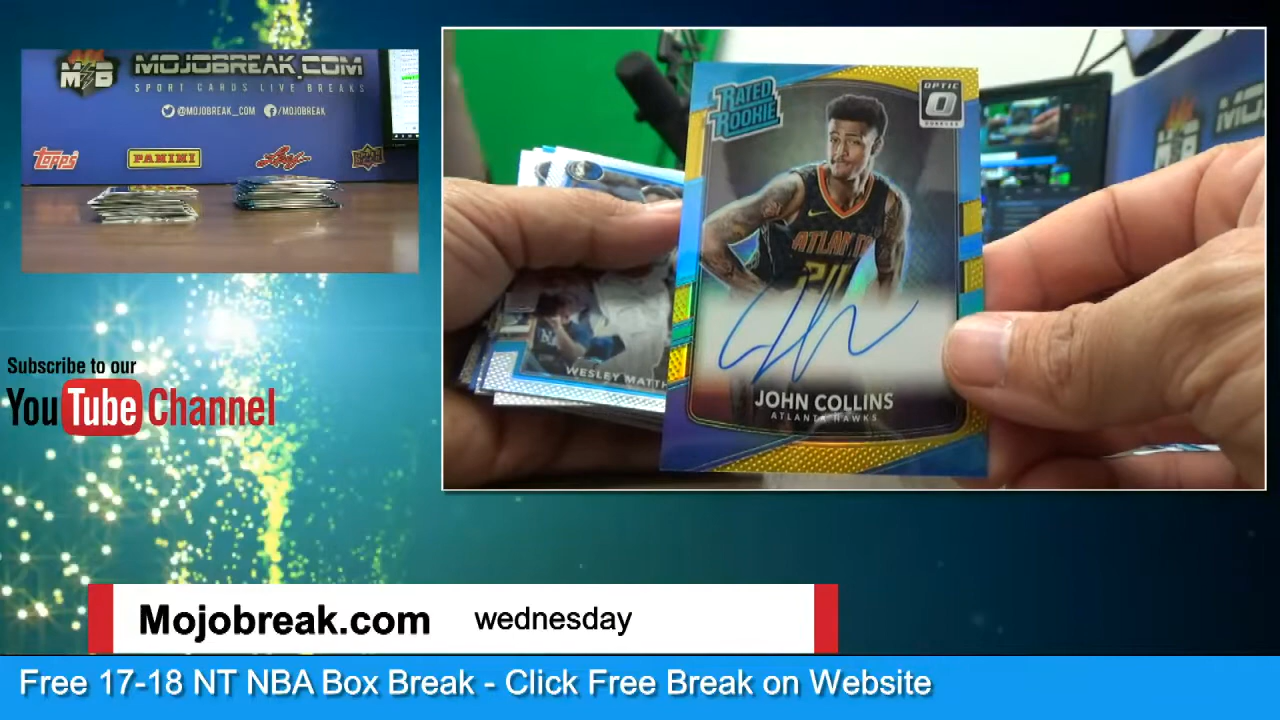 MB
MOJOBREAK.COM
SPORT CARDS LIVE BREAKS
@MOJOBREAK_COM /MOJOBREAK
TOPPS
PANINI
Leaf
RATED
ROOKIE
OPTIC
ATLANTA
JOHN COLLINS
ATLANTA HAWKS
WESLEY MATTH
Subscribe to our
YouTube Channel
Mojobreak.com wednesday
Free 17-18 NT NBA Box Break - Click Free Break on Website